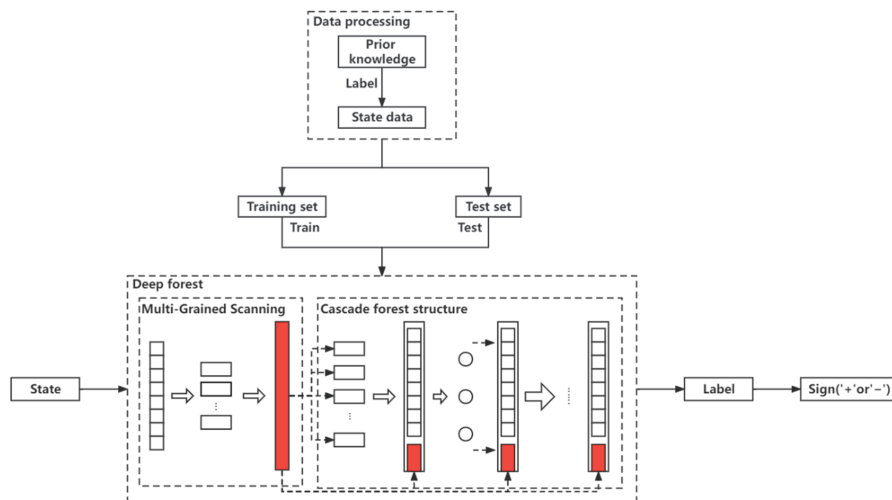 Data processing
Prior
knowledge
Label
State data
Training set
Test set
Train
Test
Deep forest
Multi-Grained Scanning
Cascade forest structure
State
Label
Sign('+'or'−')